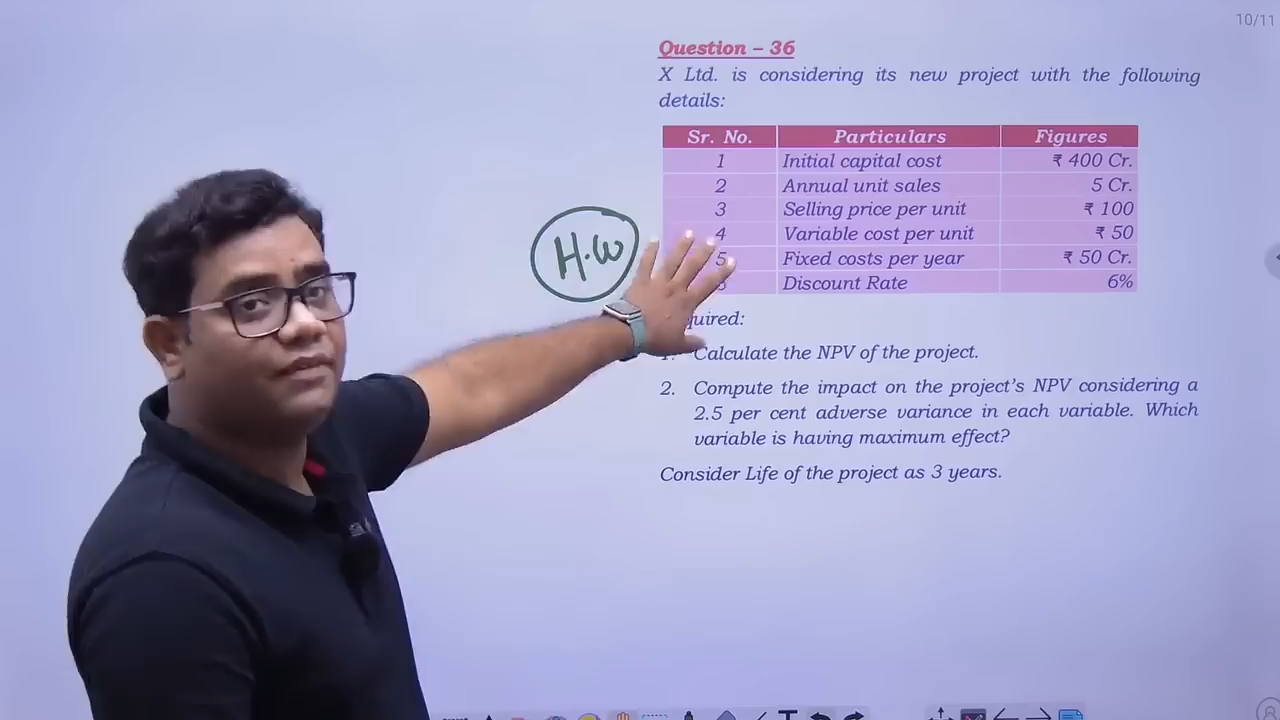 10/11
Question – 36
X Ltd. is considering its new project with the following
details:
Sr. No. Particulars Figures
1 Initial capital cost ₹ 400 Cr.
2 Annual unit sales 5 Cr.
3 Selling price per unit ₹ 100
4 Variable cost per unit ₹ 50
5 Fixed costs per year ₹ 50 Cr.
Discount Rate 6%
H.W
quired:
1. Calculate the NPV of the project.
2. Compute the impact on the project's NPV considering a
2.5 per cent adverse variance in each variable. Which
variable is having maximum effect?
Consider Life of the project as 3 years.